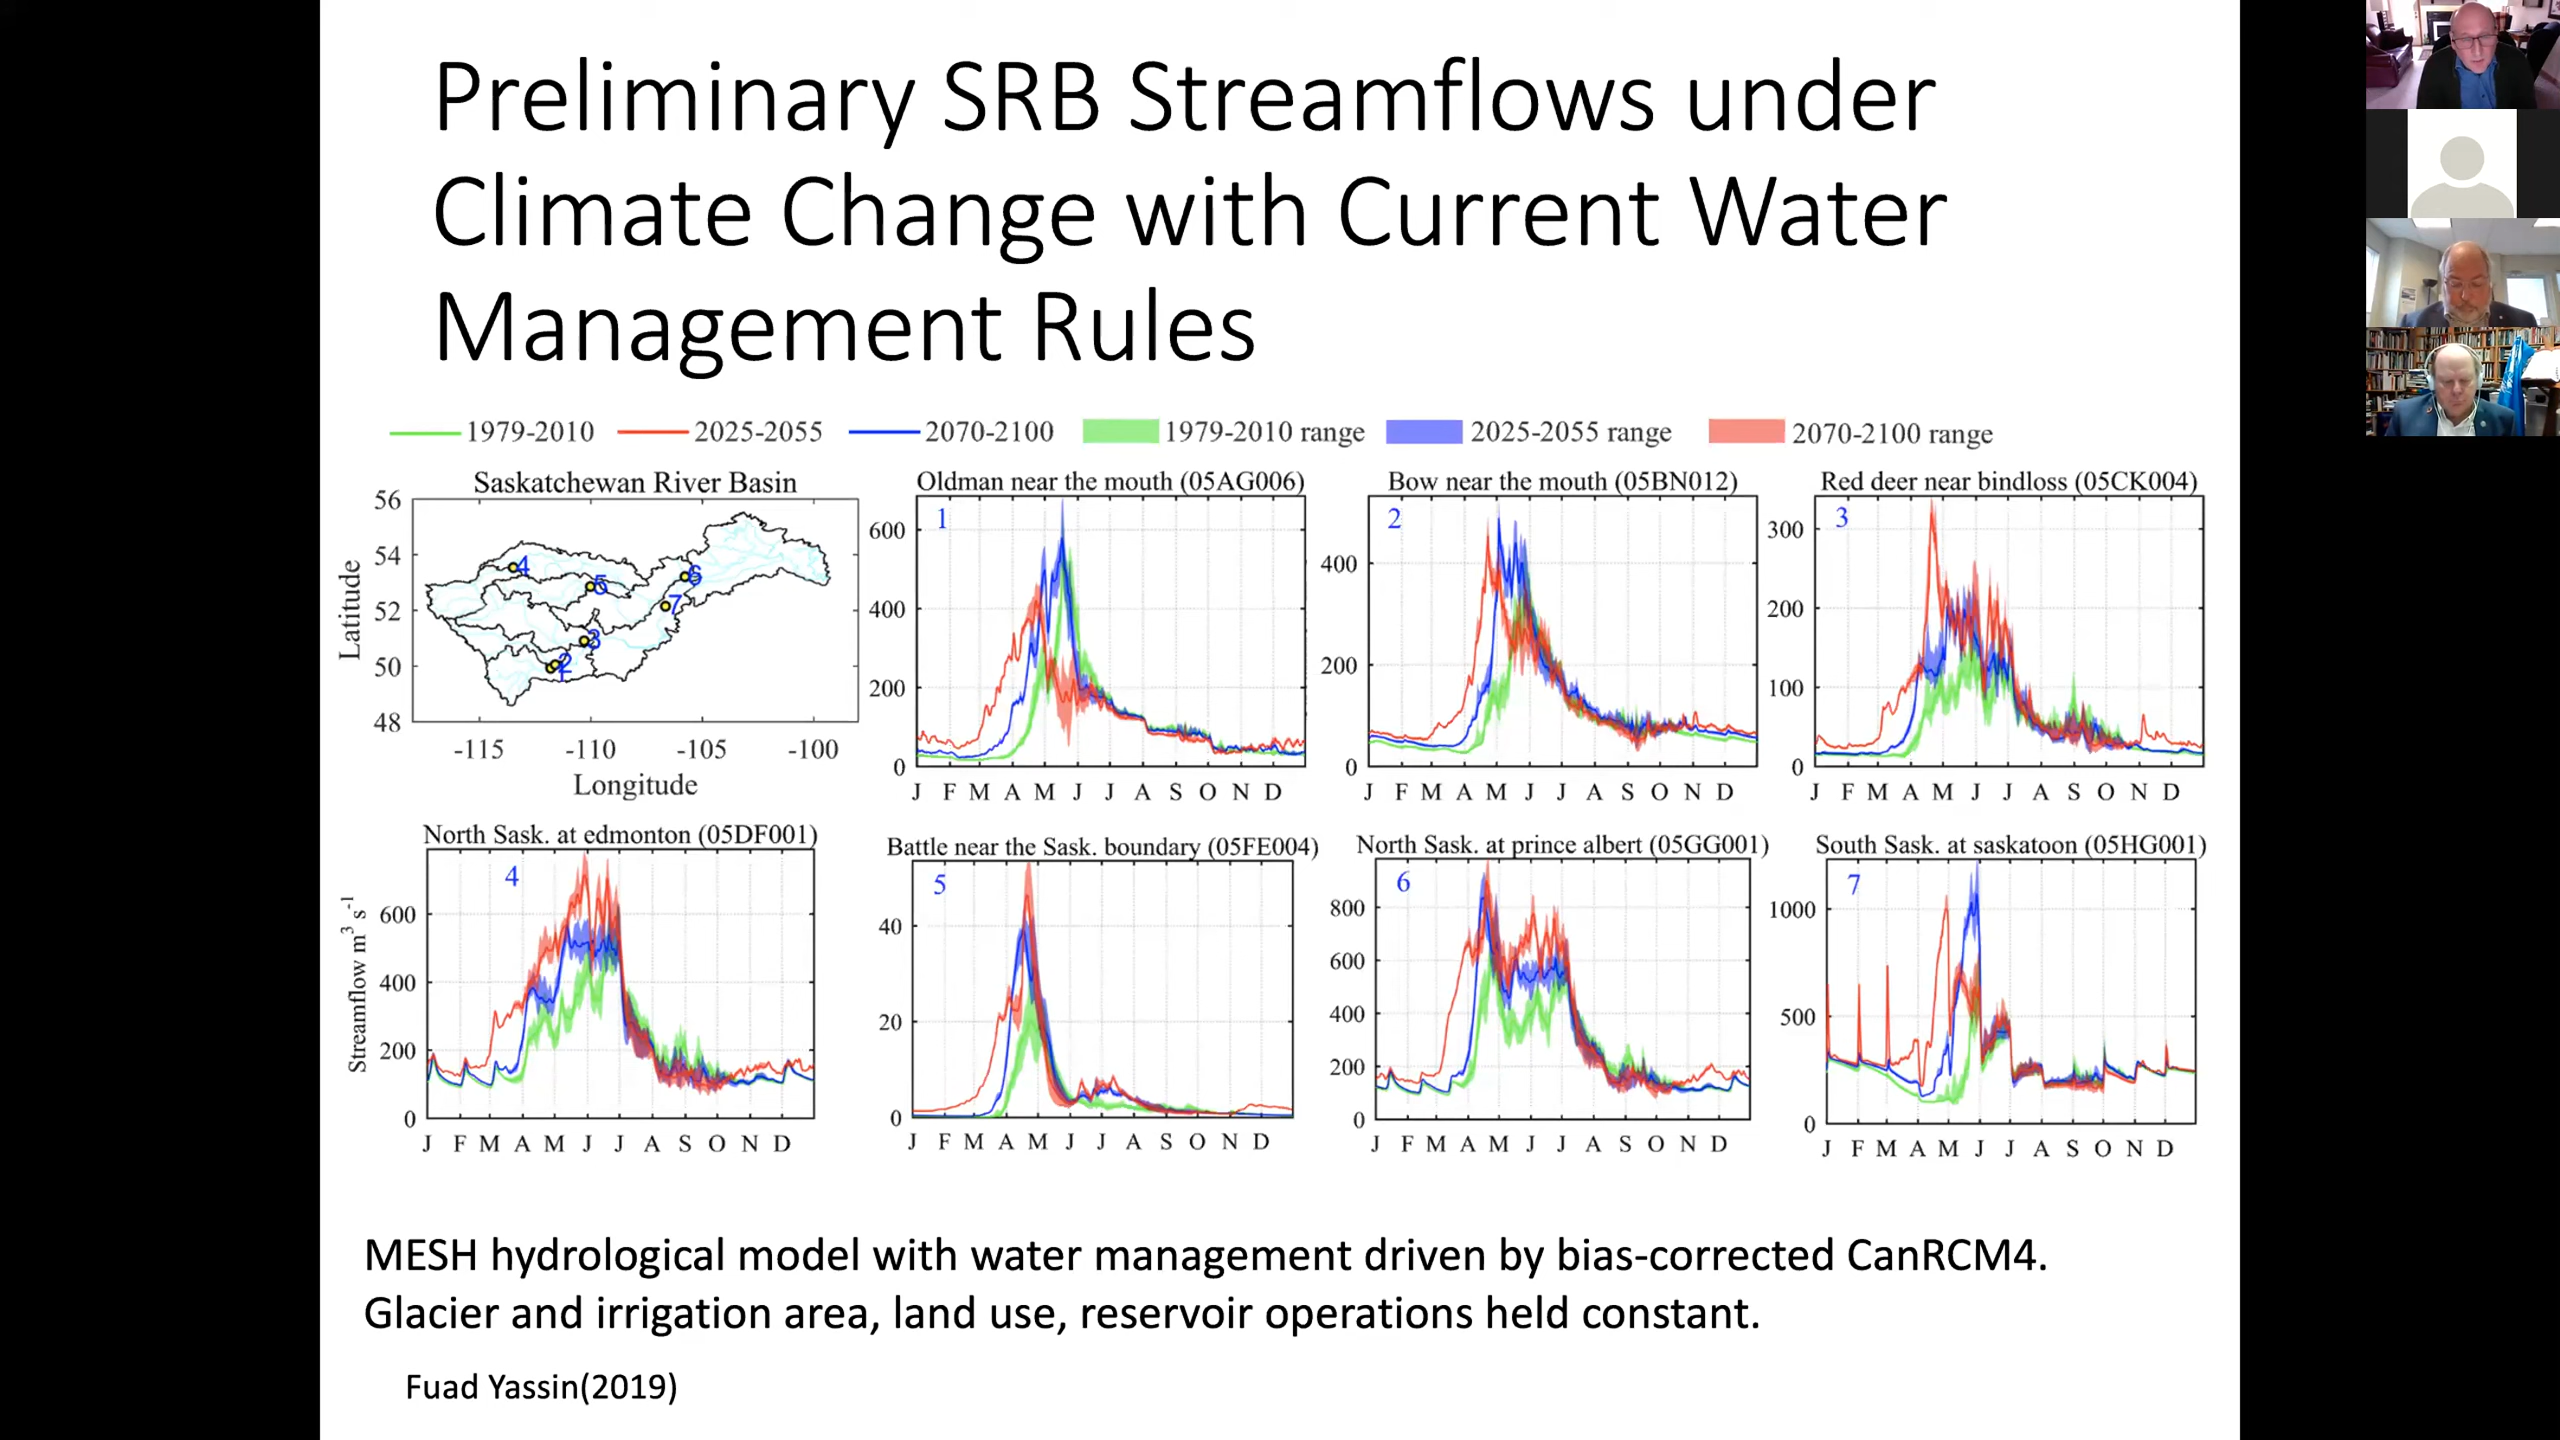 Preliminary SRB Streamflows under
Climate Change with Current Water
Management Rules
1979-2010 2025-2055 2070-2100 1979-2010 range 2025-2055 range 2070-2100 range
Saskatchewan River Basin
56
54
52
50
48
Latitude
-115 -110 -105 -100
Longitude
4
5
6
7
3
2
1
Oldman near the mouth (05AG006)
1
600
400
200
0
J F M A M J J A S O N D
Bow near the mouth (05BN012)
2
400
200
0
J F M A M J J A S O N D
Red deer near bindloss (05CK004)
3
300
200
100
0
J F M A M J J A S O N D
North Sask. at edmonton (05DF001)
4
600
400
200
0
Streamflow m3 s-1
J F M A M J J A S O N D
Battle near the Sask. boundary (05FE004)
5
40
20
0
J F M A M J J A S O N D
North Sask. at prince albert (05GG001)
6
800
600
400
200
0
J F M A M J J A S O N D
South Sask. at saskatoon (05HG001)
7
1000
500
0
J F M A M J J A S O N D
MESH hydrological model with water management driven by bias-corrected CanRCM4.
Glacier and irrigation area, land use, reservoir operations held constant.
Fuad Yassin(2019)